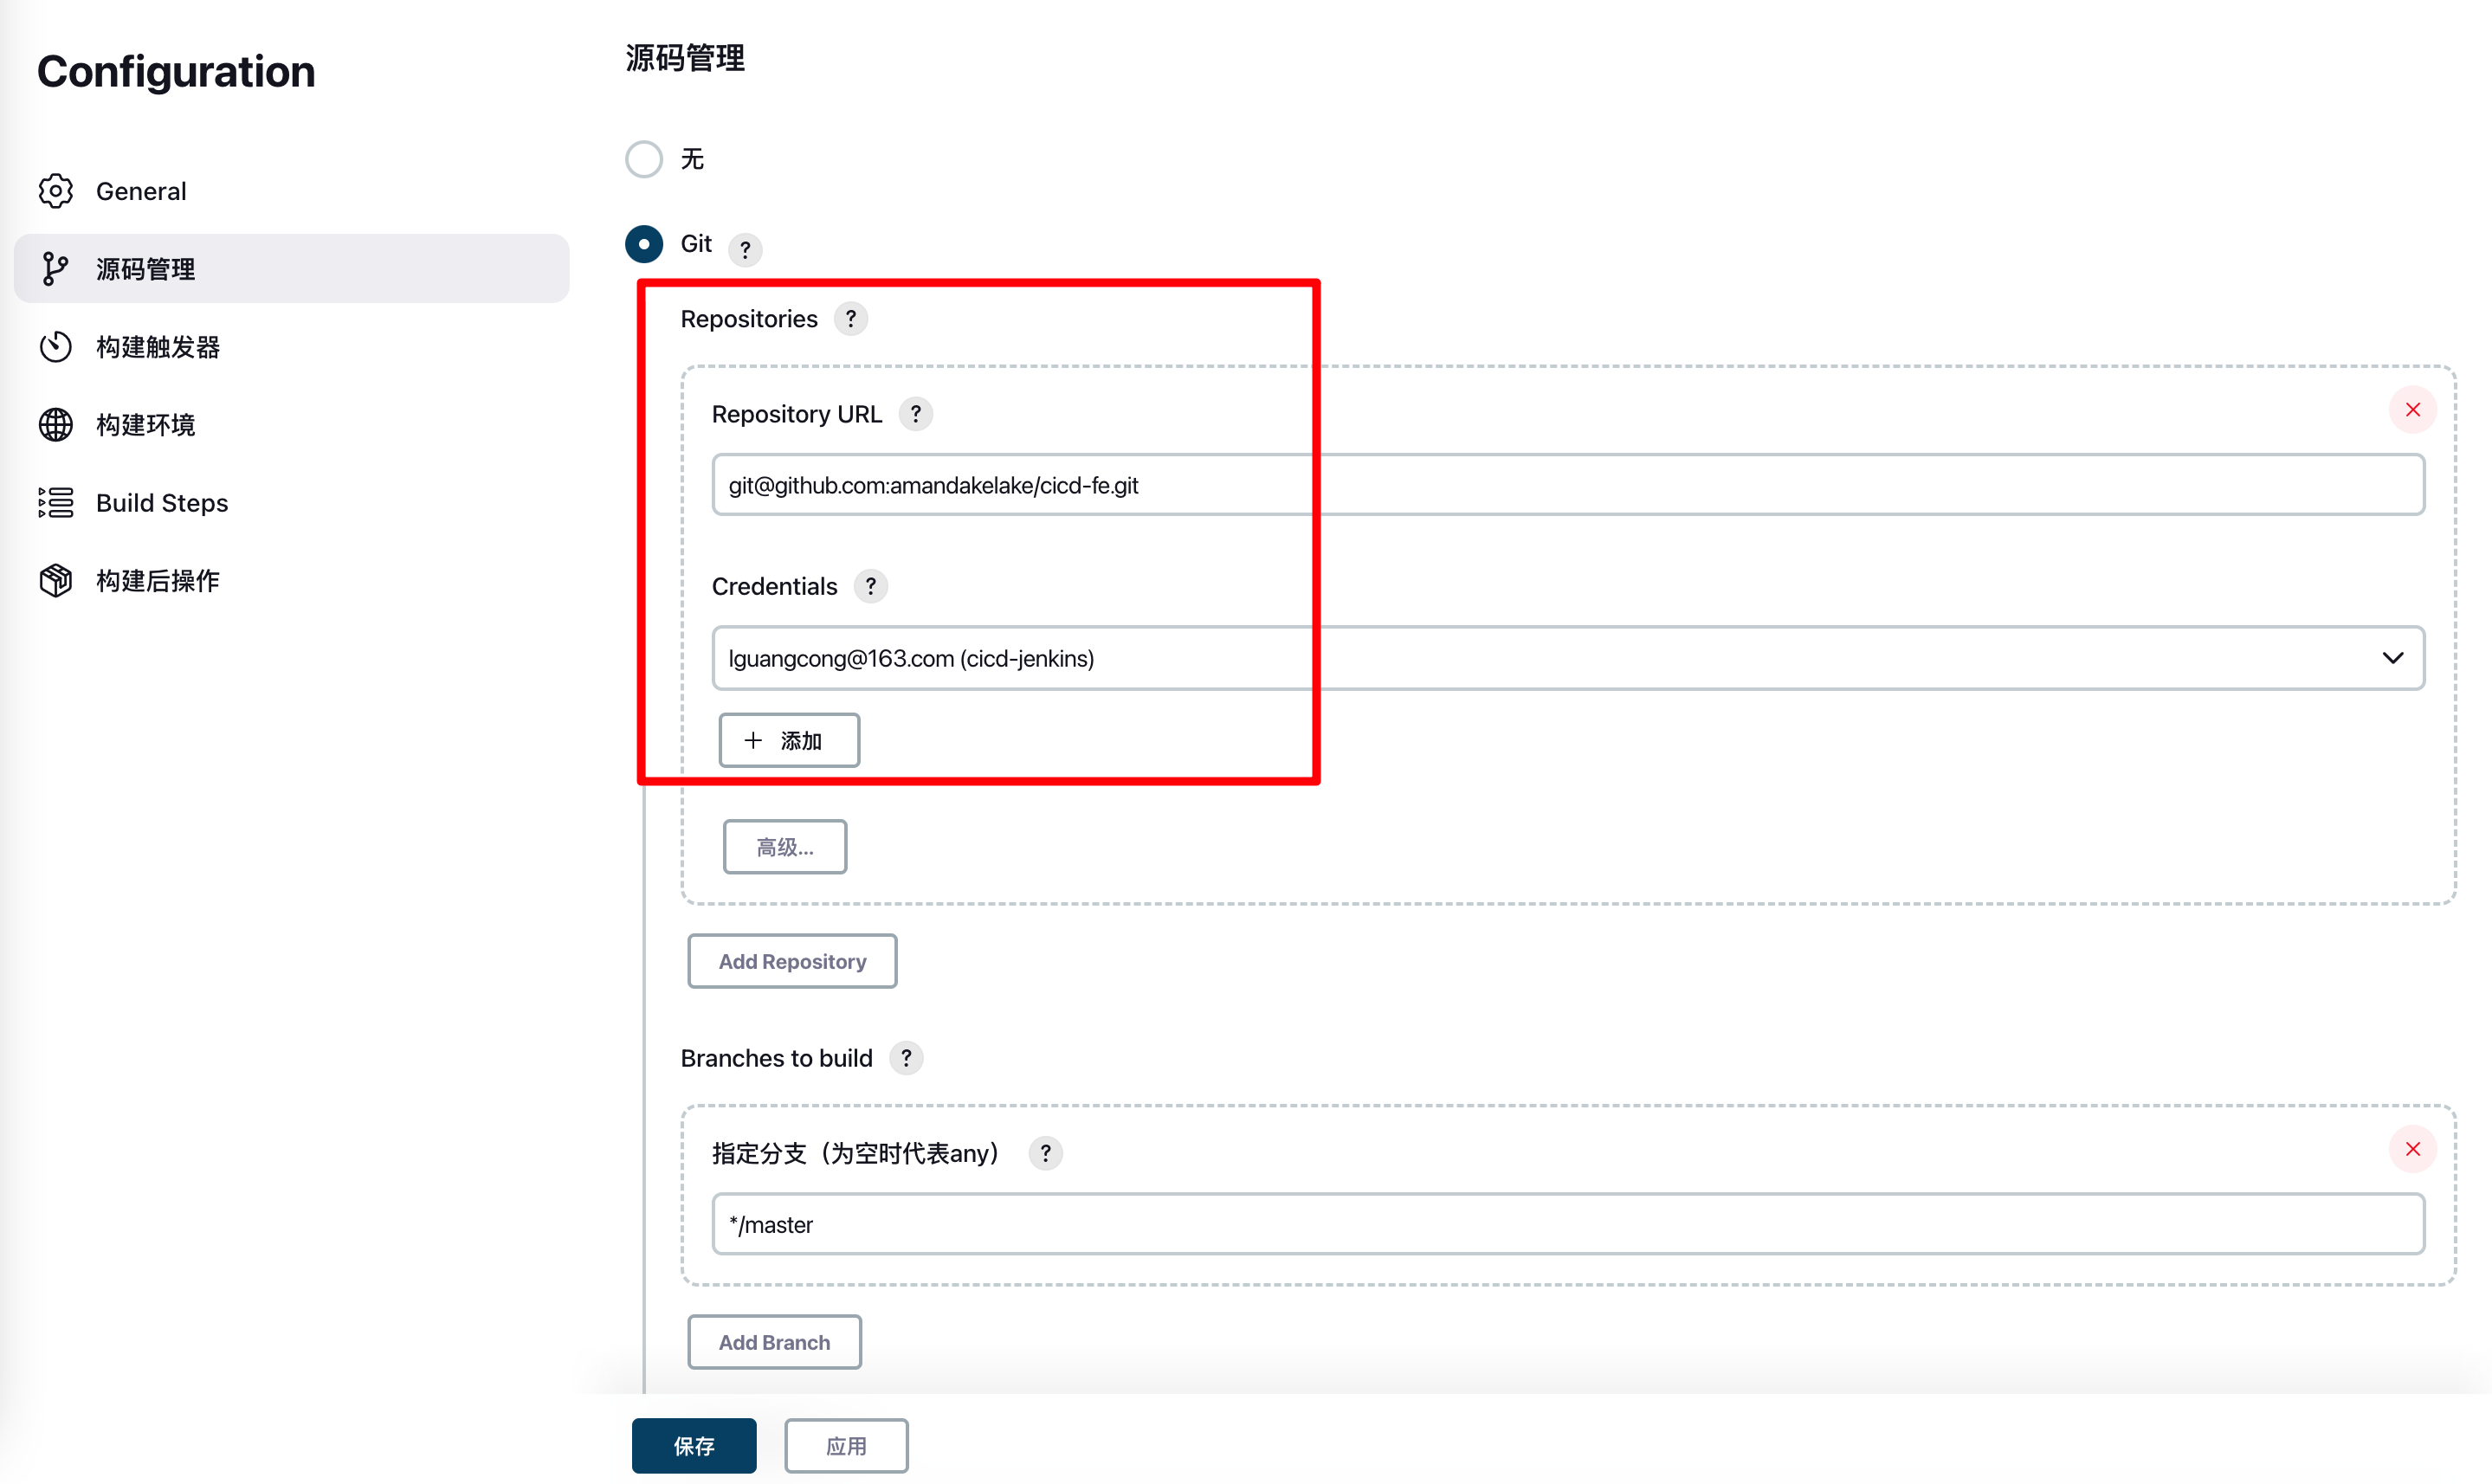 Configuration
General
源码管理
构建触发器
构建环境
Build Steps
构建后操作
源码管理
无
Git ?
Repositories ?
Repository URL ?
git@github.com:amandakelake/cicd-fe.git
Credentials ?
lguangcong@163.com (cicd-jenkins)
+ 添加
高级...
Add Repository
Branches to build ?
指定分支（为空时代表any） ?
*/master
Add Branch
保存
应用